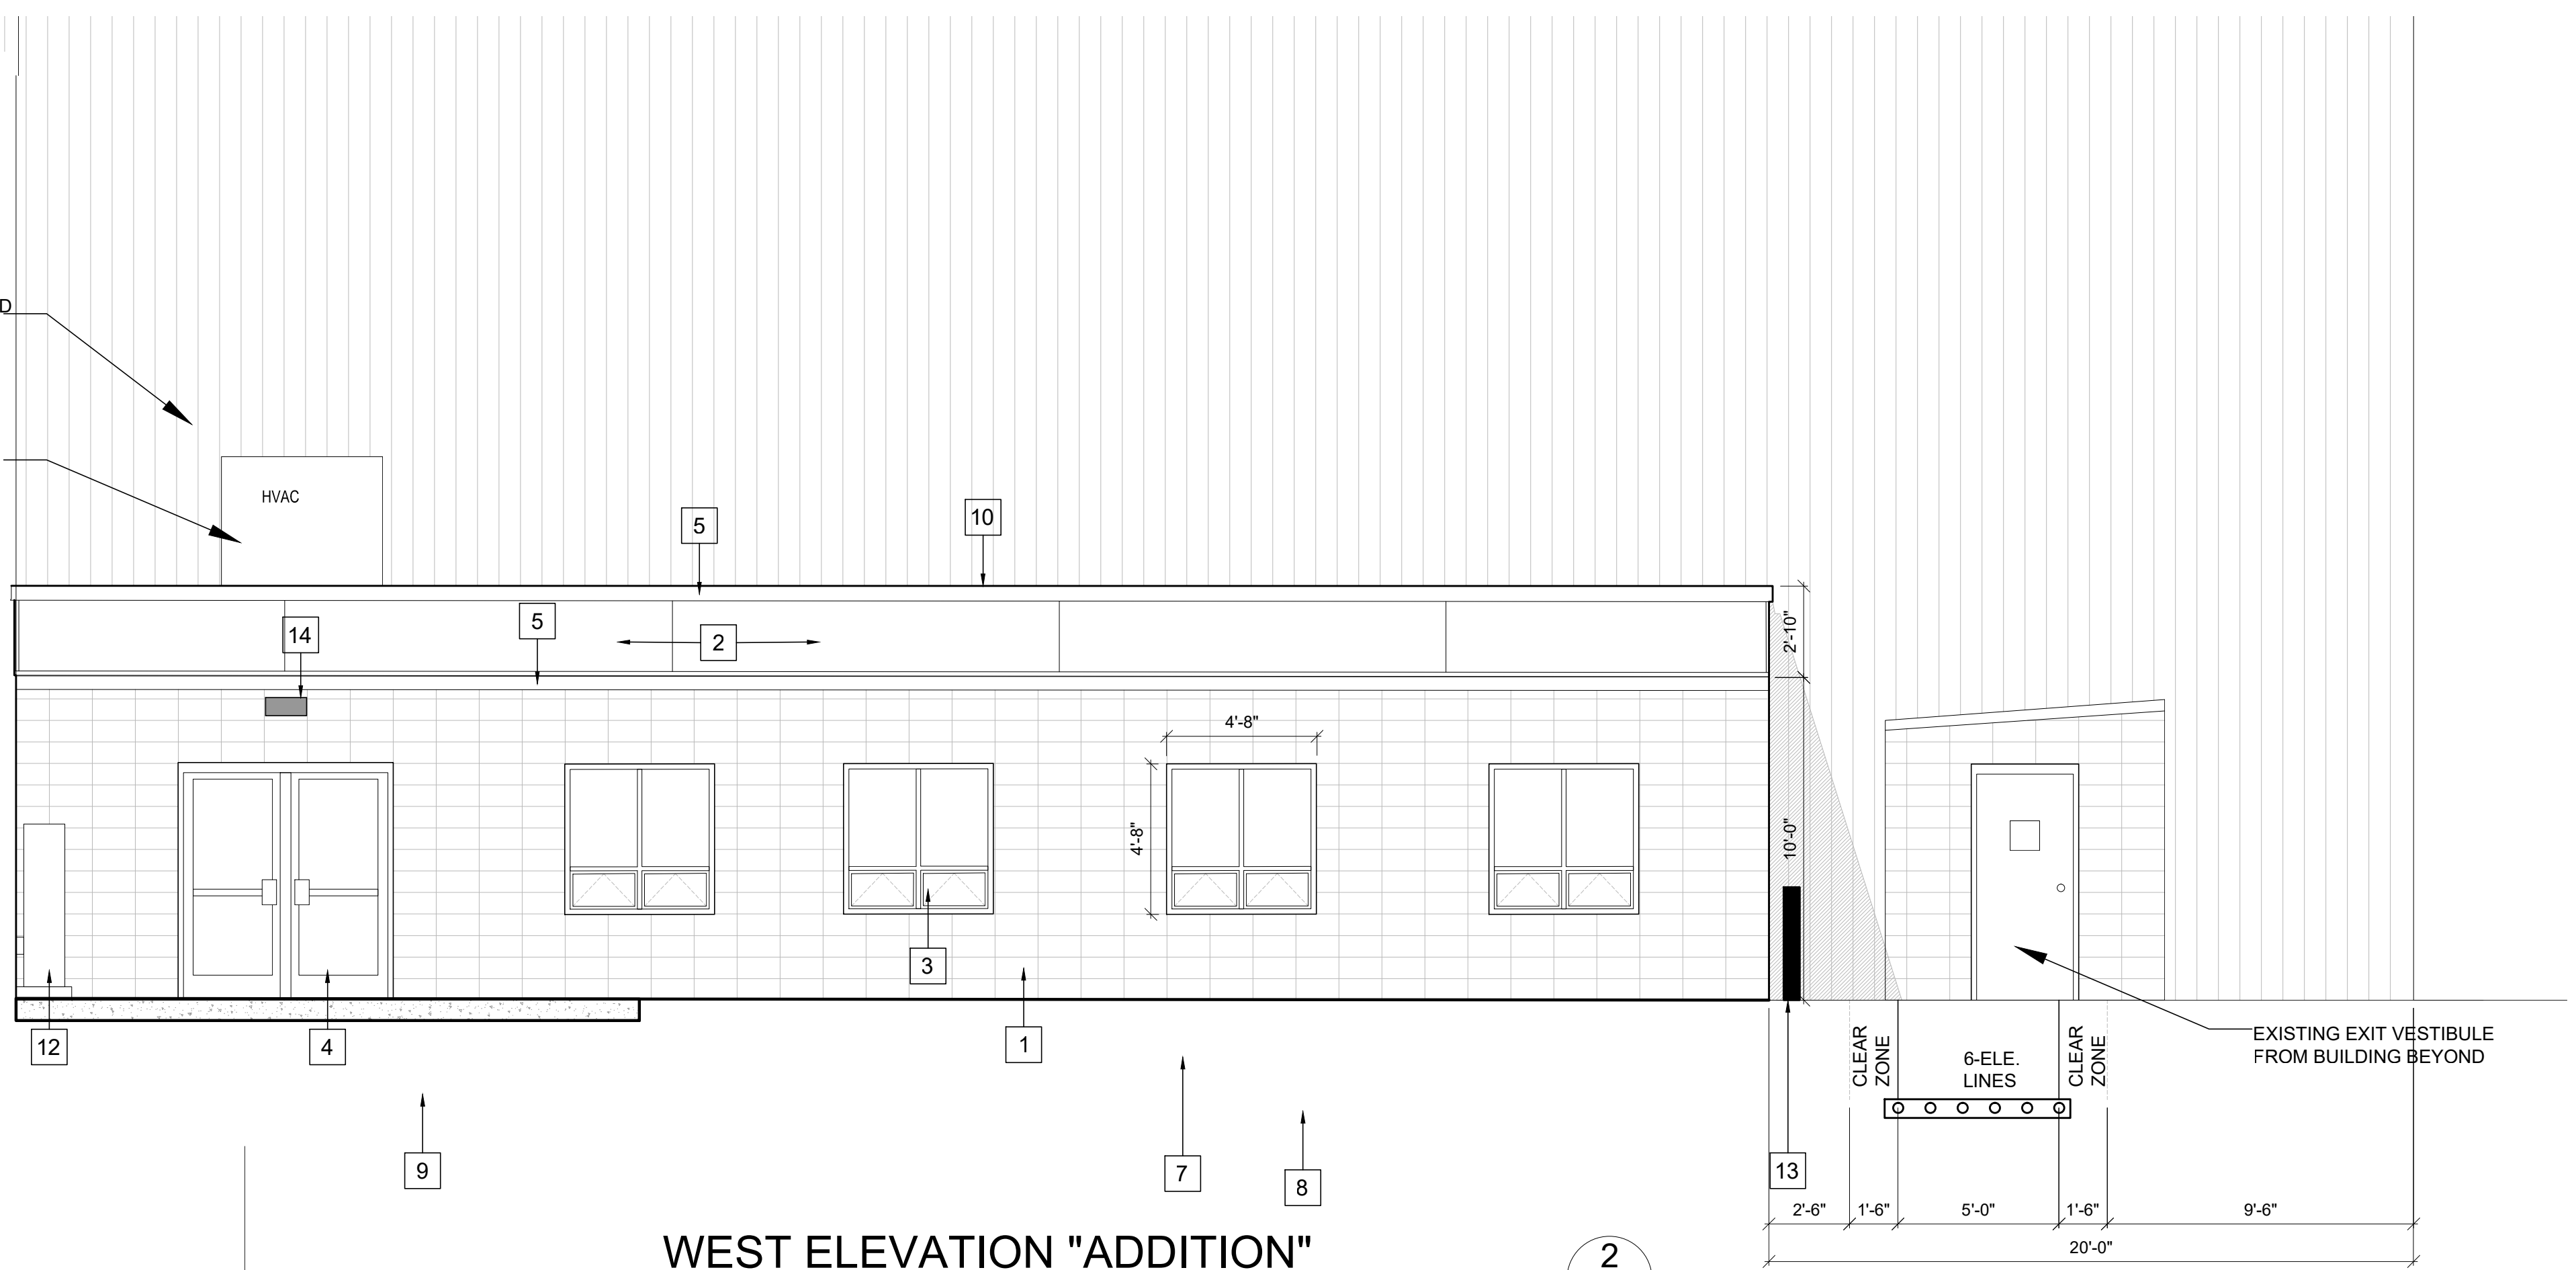 D
HVAC
5
10
14
5
2
2'-10"
4'-8"
4'-8"
10'-0"
3
12
4
1
9
7
8
13
CLEAR
ZONE
6-ELE.
LINES
CLEAR
ZONE
EXISTING EXIT VESTIBULE
FROM BUILDING BEYOND
2'-6"
1'-6"
5'-0"
1'-6"
9'-6"
20'-0"
WEST ELEVATION "ADDITION"
2